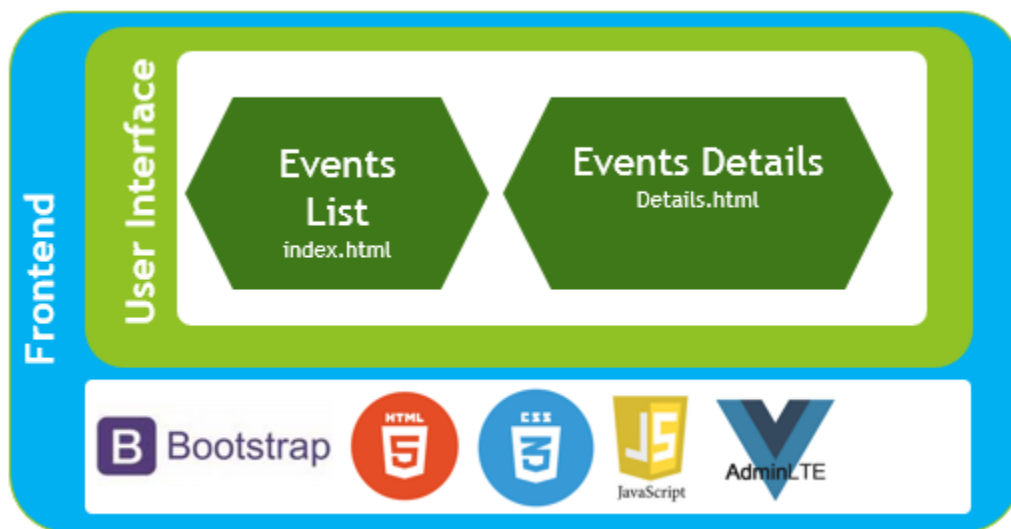 Frontend
User Interface
Events
List
index.html
Events Details
Details.html
B Bootstrap
HTML
5
CSS
3
JS
JavaScript
AdminLTE